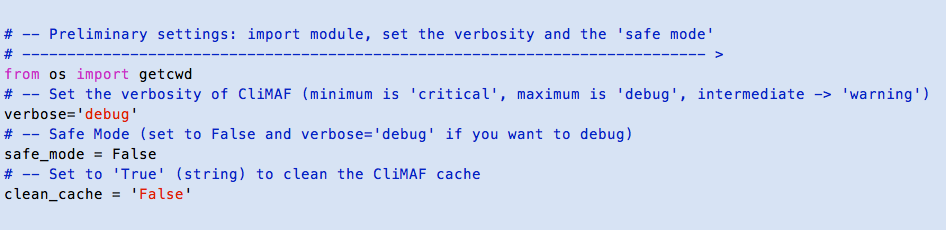 # -- Preliminary settings: import module, set the verbosity and the 'safe mode'
# ---------------------------------------------------------------------------- >
from os import getcwd
# -- Set the verbosity of CliMAF (minimum is 'critical', maximum is 'debug', intermediate -> 'warning')
verbose='debug'
# -- Safe Mode (set to False and verbose='debug' if you want to debug)
safe_mode = False
# -- Set to 'True' (string) to clean the CliMAF cache
clean_cache = 'False'